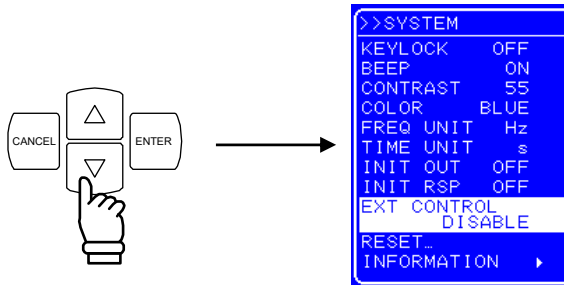 CANCEL
ENTER
>>SYSTEM
KEYLOCK OFF
BEEP ON
CONTRAST 55
COLOR BLUE
FREQ UNIT Hz
TIME UNIT s
INIT OUT OFF
INIT RSP OFF
EXT CONTROL
DISABLE
RESET…
INFORMATION